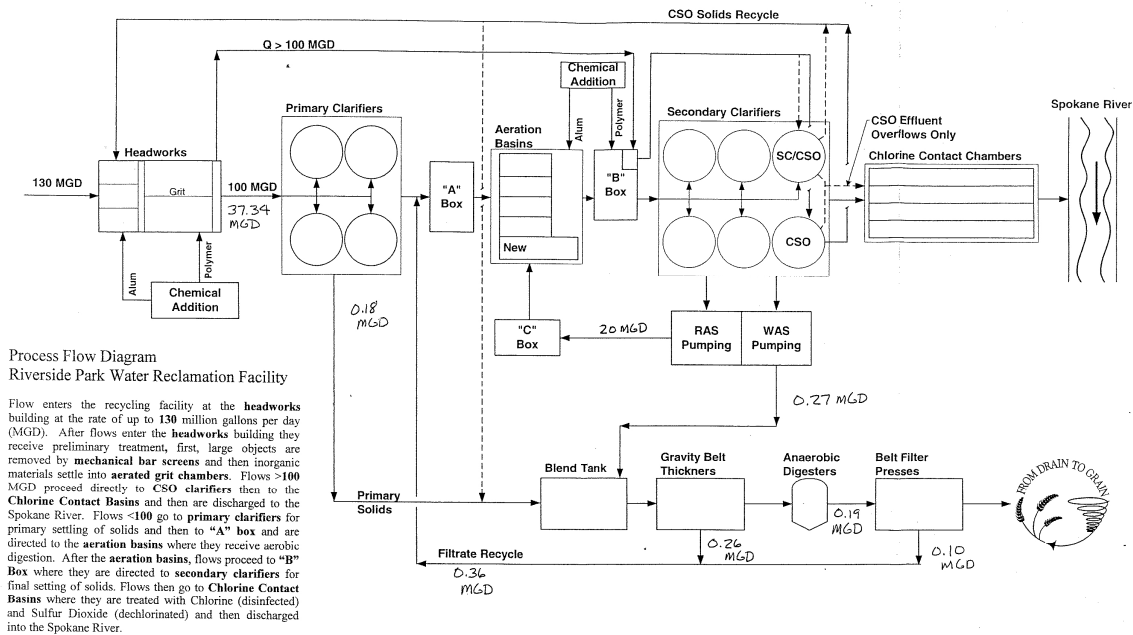 CSO Solids Recycle
Q > 100 MGD
Chemical
Addition
Alum
Polymer
Primary Clarifiers
Aeration
Basins
Secondary Clarifiers
Spokane River
CSO Effluent
Overflows Only
Headworks
SC/CSO
Chlorine Contact Chambers
130 MGD
Grit
100 MGD
37.34
MGD
"A"
Box
"B"
Box
New
CSO
Alum
Polymer
Chemical
Addition
0.18
MGD
"C"
Box
20 MGD
RAS
Pumping
WAS
Pumping
Process Flow Diagram
Riverside Park Water Reclamation Facility
Flow enters the recycling facility at the headworks
building at the rate of up to 130 million gallons per day
(MGD). After flows enter the headworks building they
receive preliminary treatment, first, large objects are
removed by mechanical bar screens and then inorganic
materials settle into aerated grit chambers. Flows >100
MGD proceed directly to CSO clarifiers then to the
Chlorine Contact Basins and then are discharged to the
Spokane River. Flows <100 go to primary clarifiers for
primary settling of solids and then to "A" box and are
directed to the aeration basins where they receive aerobic
digestion. After the aeration basins, flows proceed to "B"
Box where they are directed to secondary clarifiers for
final setting of solids. Flows then go to Chlorine Contact
Basins where they are treated with Chlorine (disinfected)
and Sulfur Dioxide (dechlorinated) and then discharged
into the Spokane River.
0.27 MGD
Blend Tank
Gravity Belt
Thickners
Anaerobic
Digesters
Belt Filter
Presses
FROM DRAIN TO GRAIN
Primary
Solids
0.19
MGD
0.26
MGD
0.10
MGD
Filtrate Recycle
0.36
MGD